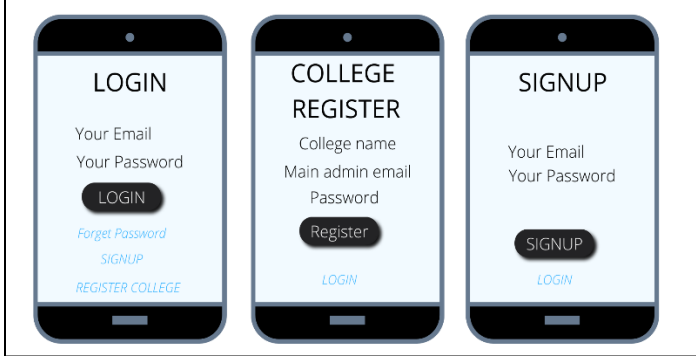 LOGIN
Your Email
Your Password
LOGIN
Forget Password
SIGNUP
REGISTER COLLEGE
COLLEGE
REGISTER
College name
Main admin email
Password
Register
LOGIN
SIGNUP
Your Email
Your Password
SIGNUP
LOGIN